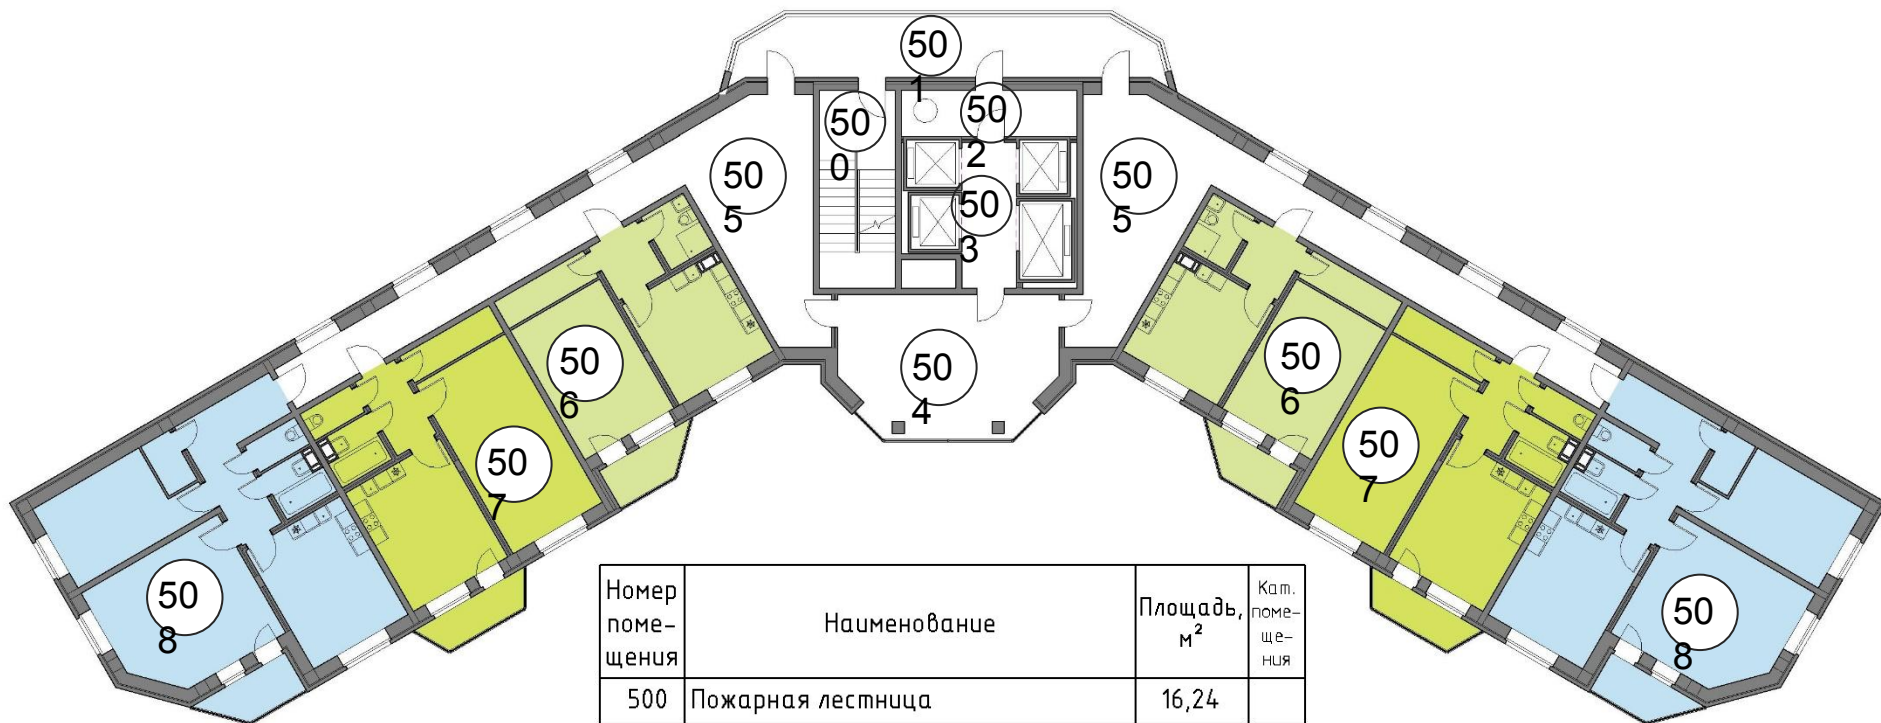 50
1
50
0
50
2
50
5
50
3
50
5
50
6
50
4
50
6
50
7
50
7
50
8
50
8
Номер
поме-
щения
Наименование
Площадь,
м²
Кат.
поме-
ще-
ния
500 Пожарная лестница 16,24